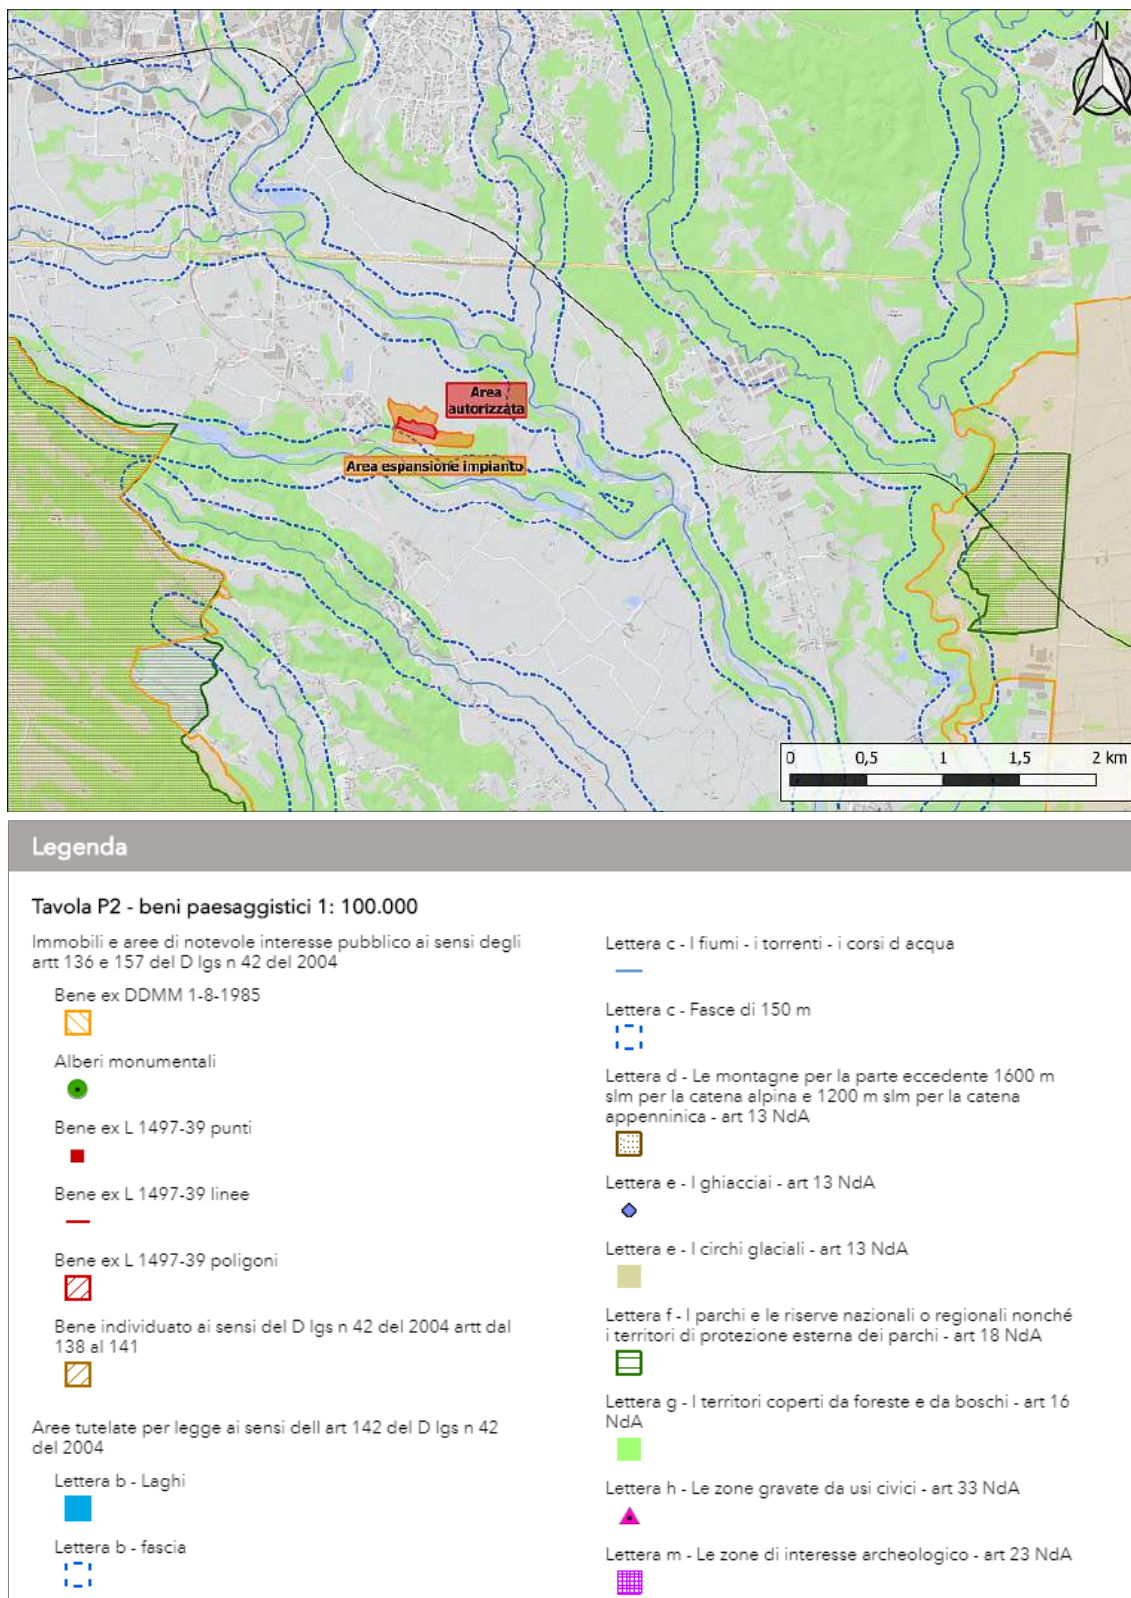 N
Area
autorizzata
Area espansione impianto
0 0,5 1 1,5 2 km
Legenda
Tavola P2 - beni paesaggistici 1: 100.000
Immobili e aree di notevole interesse pubblico ai sensi degli
artt 136 e 157 del D lgs n 42 del 2004
Bene ex DDMM 1-8-1985
Alberi monumentali
Bene ex L 1497-39 punti
Bene ex L 1497-39 linee
Bene ex L 1497-39 poligoni
Bene individuato ai sensi del D lgs n 42 del 2004 artt dal
138 al 141
Aree tutelate per legge ai sensi dell art 142 del D lgs n 42
del 2004
Lettera b - Laghi
Lettera b - fascia
Lettera c - I fiumi - i torrenti - i corsi d acqua
Lettera c - Fasce di 150 m
Lettera d - Le montagne per la parte eccedente 1600 m
slm per la catena alpina e 1200 m slm per la catena
appenninica - art 13 NdA
Lettera e - I ghiacciai - art 13 NdA
Lettera e - I circhi glaciali - art 13 NdA
Lettera f - I parchi e le riserve nazionali o regionali nonché
i territori di protezione esterna dei parchi - art 18 NdA
Lettera g - I territori coperti da foreste e da boschi - art 16
NdA
Lettera h - Le zone gravate da usi civici - art 33 NdA
Lettera m - Le zone di interesse archeologico - art 23 NdA